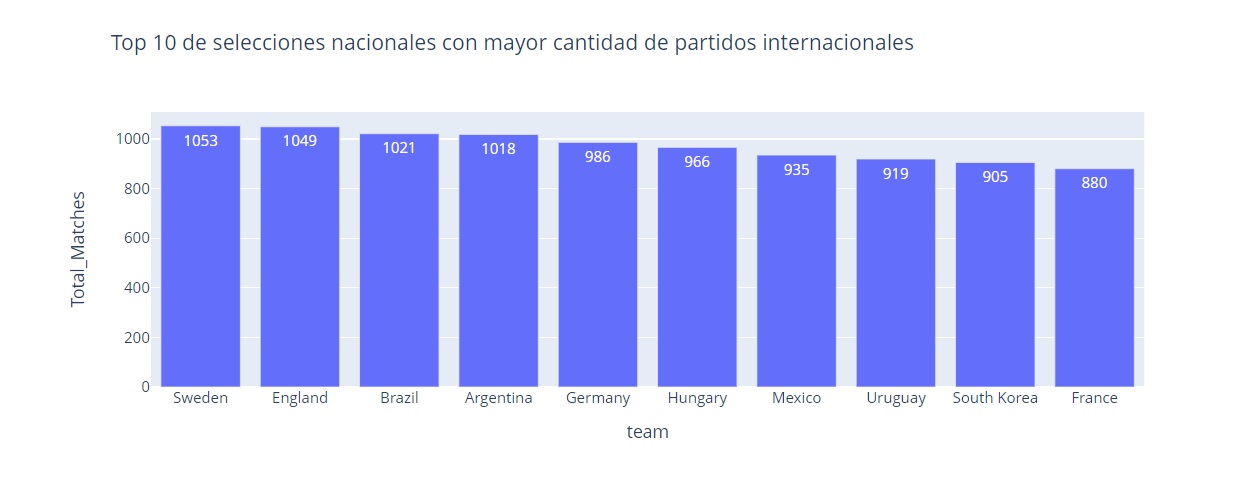 Top 10 de selecciones nacionales con mayor cantidad de partidos internacionales
1053 1049 1021 1018 986 966 935 919 905 880
1000
800
600
400
200
0
Total_Matches
Sweden England Brazil Argentina Germany Hungary Mexico Uruguay South Korea France
team